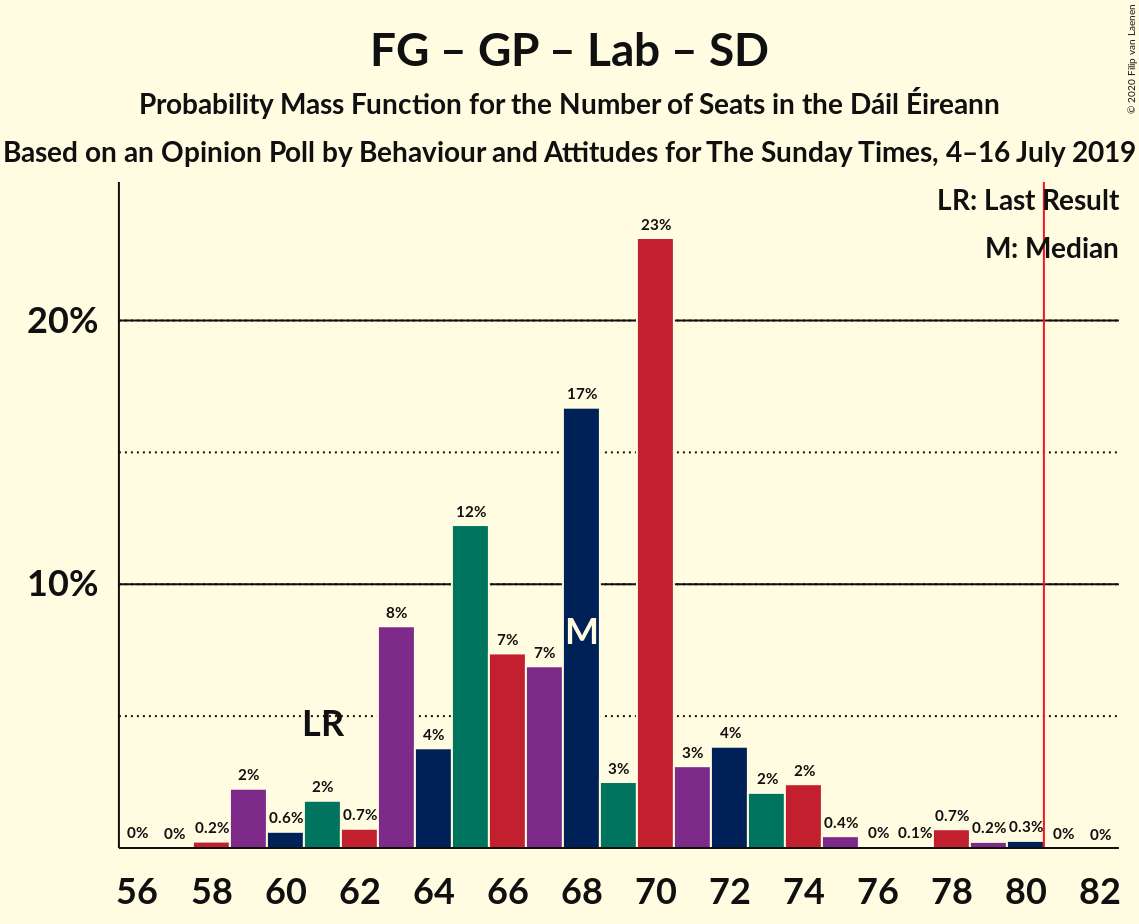 FG – GP – Lab – SD
Probability Mass Function for the Number of Seats in the Dáil Éireann
Based on an Opinion Poll by Behaviour and Attitudes for The Sunday Times, 4–16 July 2019
© 2020 Filip van Laenen
LR: Last Result
M: Median
20%
10%
0% 0% 0.2% 2% 0.6% 2% 0.7% 8% 4% 12% 7% 7% 17% 3% 23% 3% 4% 2% 2% 0.4% 0% 0.1% 0.7% 0.2% 0.3% 0% 0%
LR
M
56 58 60 62 64 66 68 70 72 74 76 78 80 82